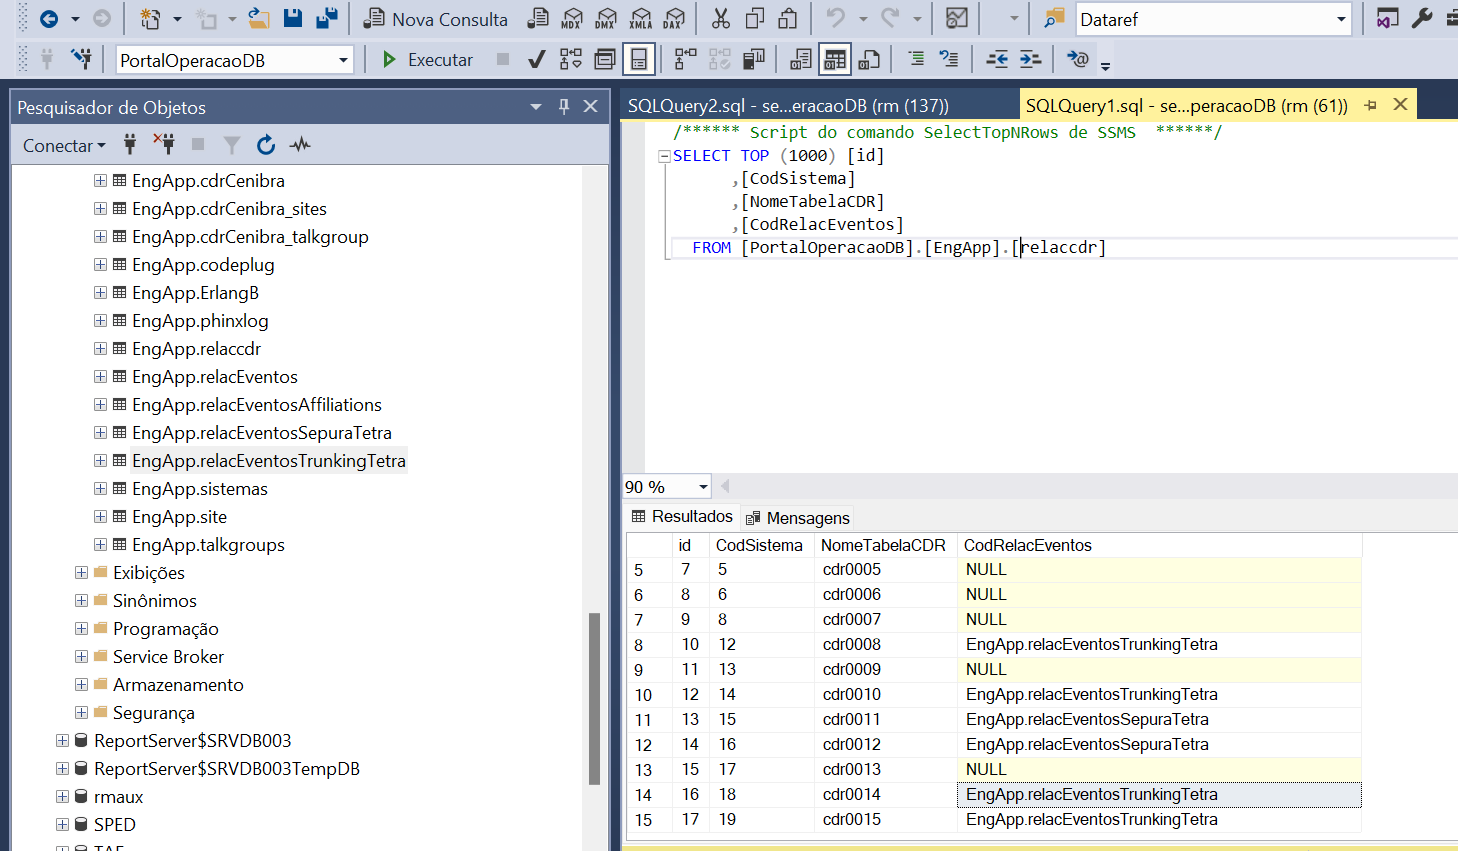 Nova Consulta
MDX
DMX
XMLA
DAX
Dataref
PortalOperacaoDB
Executar
Pesquisador de Objetos
Conectar
EngApp.cdrCenibra
EngApp.cdrCenibra_sites
EngApp.cdrCenibra_talkgroup
EngApp.codeplug
EngApp.ErlangB
EngApp.phinxlog
EngApp.relaccdr
EngApp.relacEventos
EngApp.relacEventosAffiliations
EngApp.relacEventosSepuraTetra
EngApp.relacEventosTrunkingTetra
EngApp.sistemas
EngApp.site
EngApp.talkgroups
Exibições
Sinônimos
Programação
Service Broker
Armazenamento
Segurança
ReportServer$SRVDB003
ReportServer$SRVDB003TempDB
rmaux
SPED
SQLQuery2.sql - se...eracaoDB (rm (137))
SQLQuery1.sql - se...peracaoDB (rm (61))
/****** Script do comando SelectTopNRows de SSMS  ******/
SELECT TOP (1000) [id]
,[CodSistema]
,[NomeTabelaCDR]
,[CodRelacEventos]
FROM [PortalOperacaoDB].[EngApp].[relaccdr]
90 %
Resultados Mensagens
id CodSistema NomeTabelaCDR CodRelacEventos
5 7 5 cdr0005 NULL
6 8 6 cdr0006 NULL
7 9 8 cdr0007 NULL
8 10 12 cdr0008 EngApp.relacEventosTrunkingTetra
9 11 13 cdr0009 NULL
10 12 14 cdr0010 EngApp.relacEventosTrunkingTetra
11 13 15 cdr0011 EngApp.relacEventosSepuraTetra
12 14 16 cdr0012 EngApp.relacEventosSepuraTetra
13 15 17 cdr0013 NULL
14 16 18 cdr0014 EngApp.relacEventosTrunkingTetra
15 17 19 cdr0015 EngApp.relacEventosTrunkingTetra